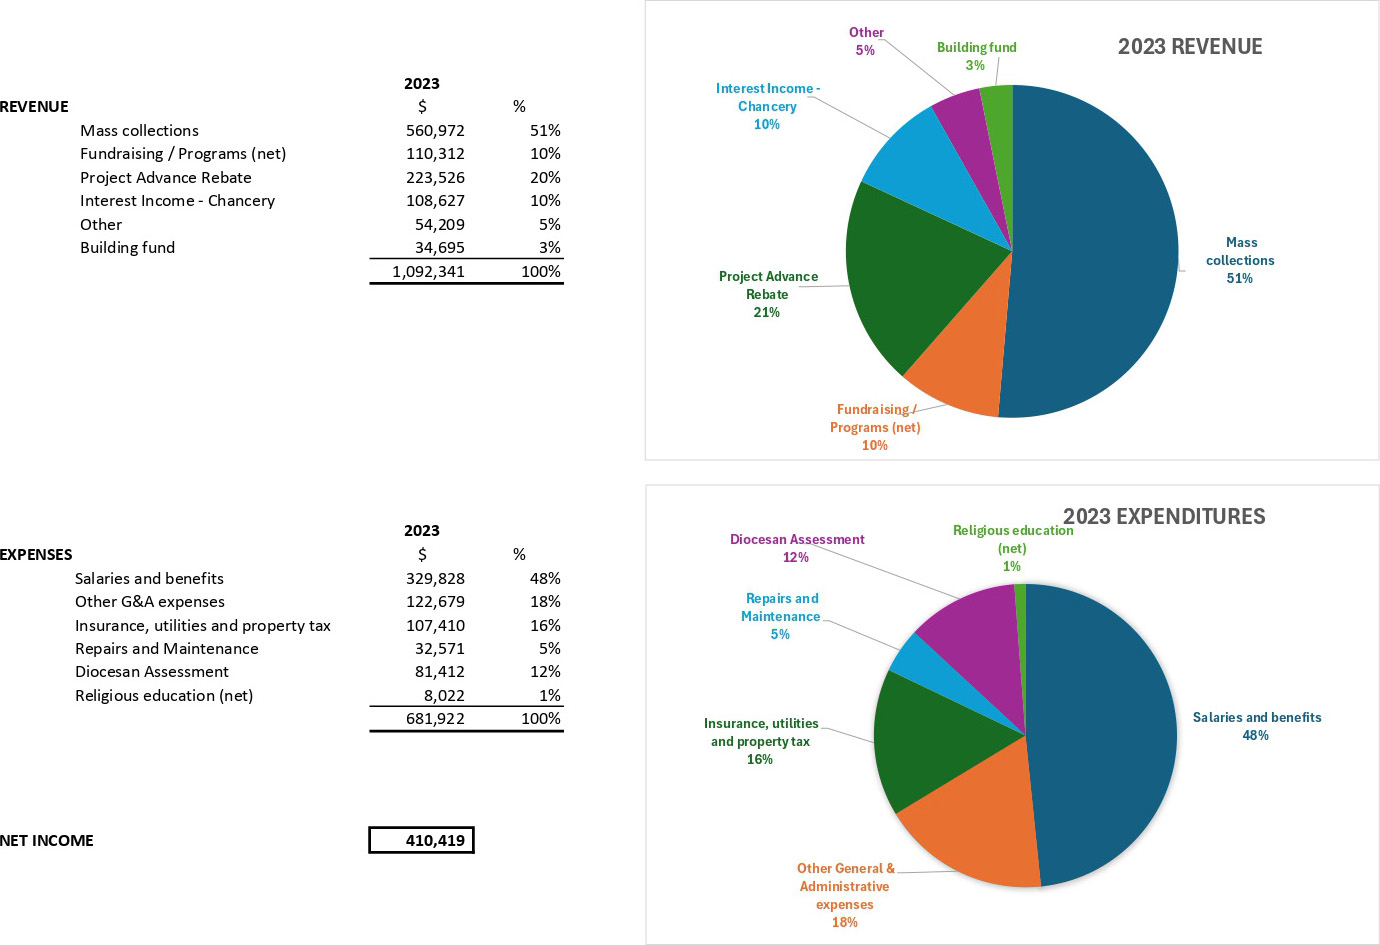 2023
REVENUE $ %
Mass collections 560,972 51%
Fundraising / Programs (net) 110,312 10%
Project Advance Rebate 223,526 20%
Interest Income - Chancery 108,627 10%
Other 54,209 5%
Building fund 34,695 3%
1,092,341 100%
2023 REVENUE
Other
5%
Building fund
3%
Interest Income -
Chancery
10%
Mass
collections
51%
Project Advance
Rebate
21%
Fundraising /
Programs (net)
10%
2023
EXPENSES $ %
Salaries and benefits 329,828 48%
Other G&A expenses 122,679 18%
Insurance, utilities and property tax 107,410 16%
Repairs and Maintenance 32,571 5%
Diocesan Assessment 81,412 12%
Religious education (net) 8,022 1%
681,922 100%
NET INCOME 410,419
2023 EXPENDITURES
Religious education
(net)
1%
Diocesan Assessment
12%
Repairs and
Maintenance
5%
Insurance, utilities
and property tax
16%
Salaries and benefits
48%
Other General &
Administrative
expenses
18%